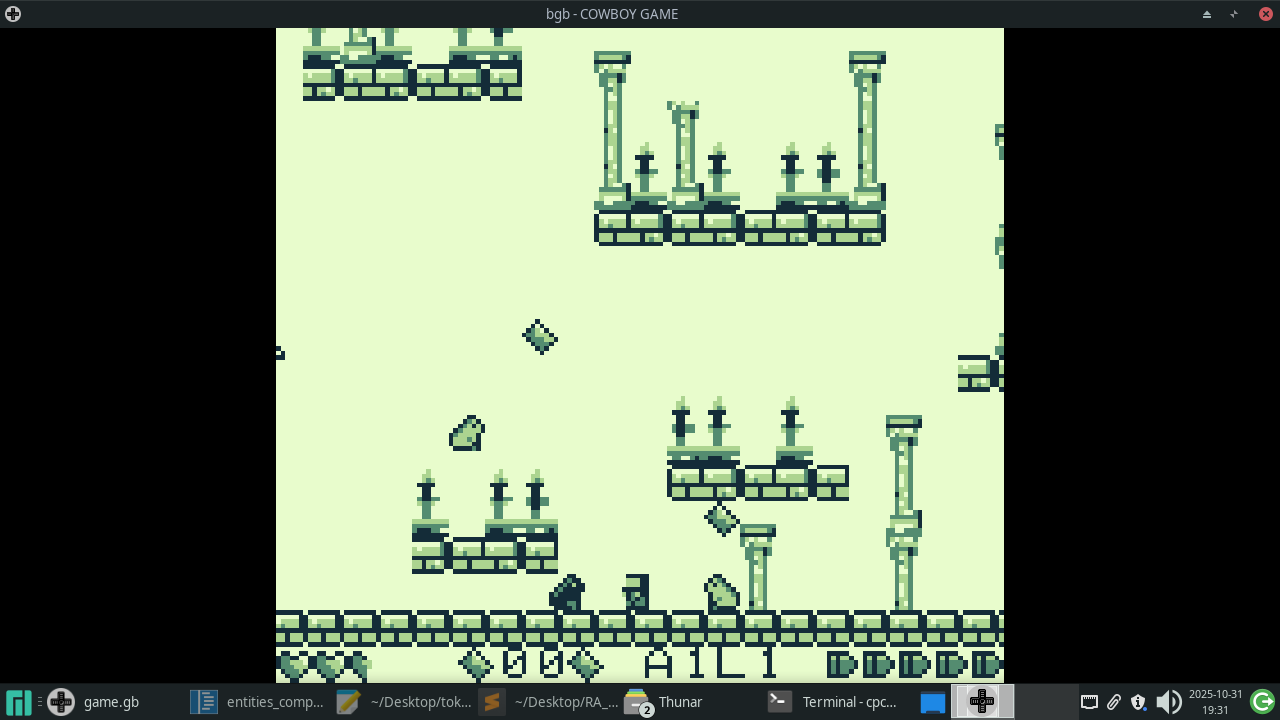 bgb - COWBOY GAME
00 A1L1
game.gb entities_comp... ~/Desktop/tok... ~/Desktop/RA_... Thunar 2 Terminal - cpc... 2025-10-31
19:31